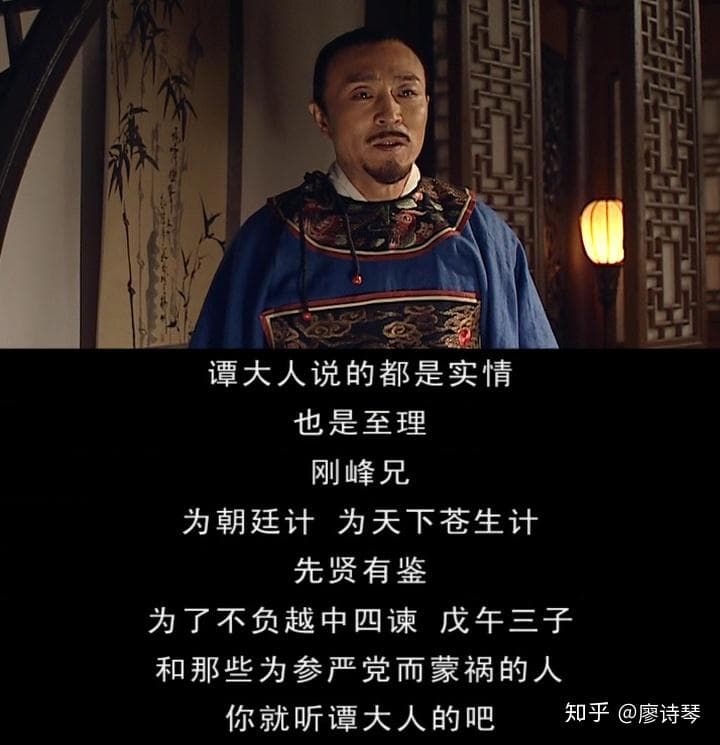 谭大人说的都是实情
也是至理
刚峰兄
为朝廷计 为天下苍生计
先贤有鉴
为了不负越中四谏 戊午三子
和那些为参严党而蒙祸的人
你就听谭大人的吧
知乎 @廖诗琴